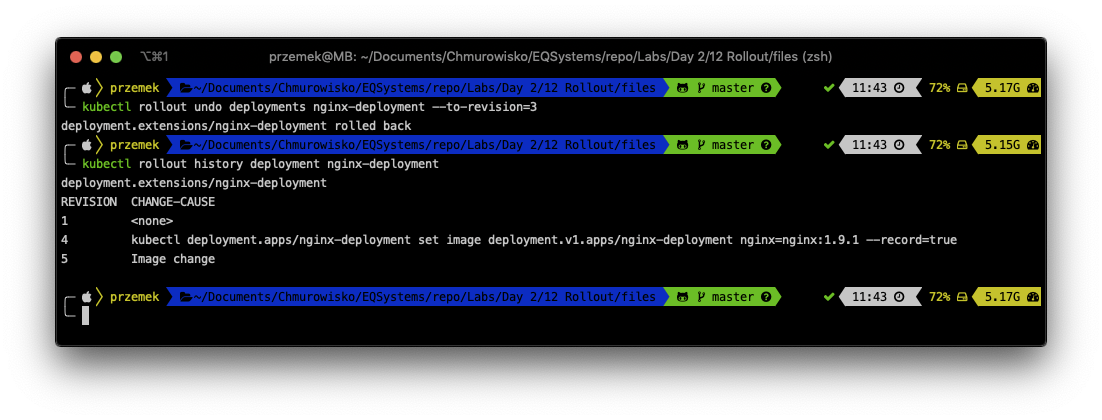 ⌥⌘1 przemek@MB: ~/Documents/Chmurowisko/EQSystems/repo/Labs/Day 2/12 Rollout/files (zsh)
przemek ~/Documents/Chmurowisko/EQSystems/repo/Labs/Day 2/12 Rollout/files master ? ✔ 11:43 72% 5.17G
kubectl rollout undo deployments nginx-deployment --to-revision=3
deployment.extensions/nginx-deployment rolled back
przemek ~/Documents/Chmurowisko/EQSystems/repo/Labs/Day 2/12 Rollout/files master ? ✔ 11:43 72% 5.15G
kubectl rollout history deployment nginx-deployment
deployment.extensions/nginx-deployment
REVISION CHANGE-CAUSE
1 <none>
4 kubectl deployment.apps/nginx-deployment set image deployment.v1.apps/nginx-deployment nginx=nginx:1.9.1 --record=true
5 Image change
przemek ~/Documents/Chmurowisko/EQSystems/repo/Labs/Day 2/12 Rollout/files master ? ✔ 11:43 72% 5.17G